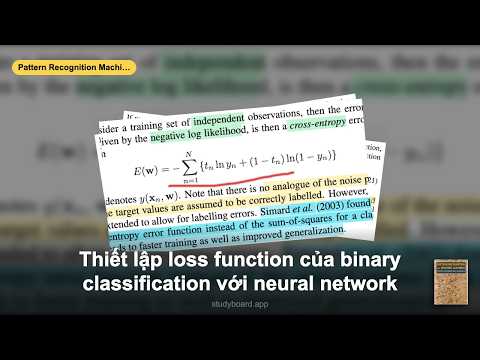 Pattern Recognition Machi...
sider a training set of independent observations, then the error
given by the negative log likelihood, is then a cross-entropy erro
E(w) = − ∑ {tn ln yn + (1 − tn) ln(1 − yn)}
N
n=1
denotes y(xn, w). Note that there is no analogue of the noise p
the target values are assumed to be correctly labelled. However,
extended to allow for labelling errors. Simard et al. (2003) found
entropy error function instead of the sum-of-squares for a cla
ds to faster training as well as improved generalization.
Thiết lập loss function của binary
classification với neural network
studyboard.app